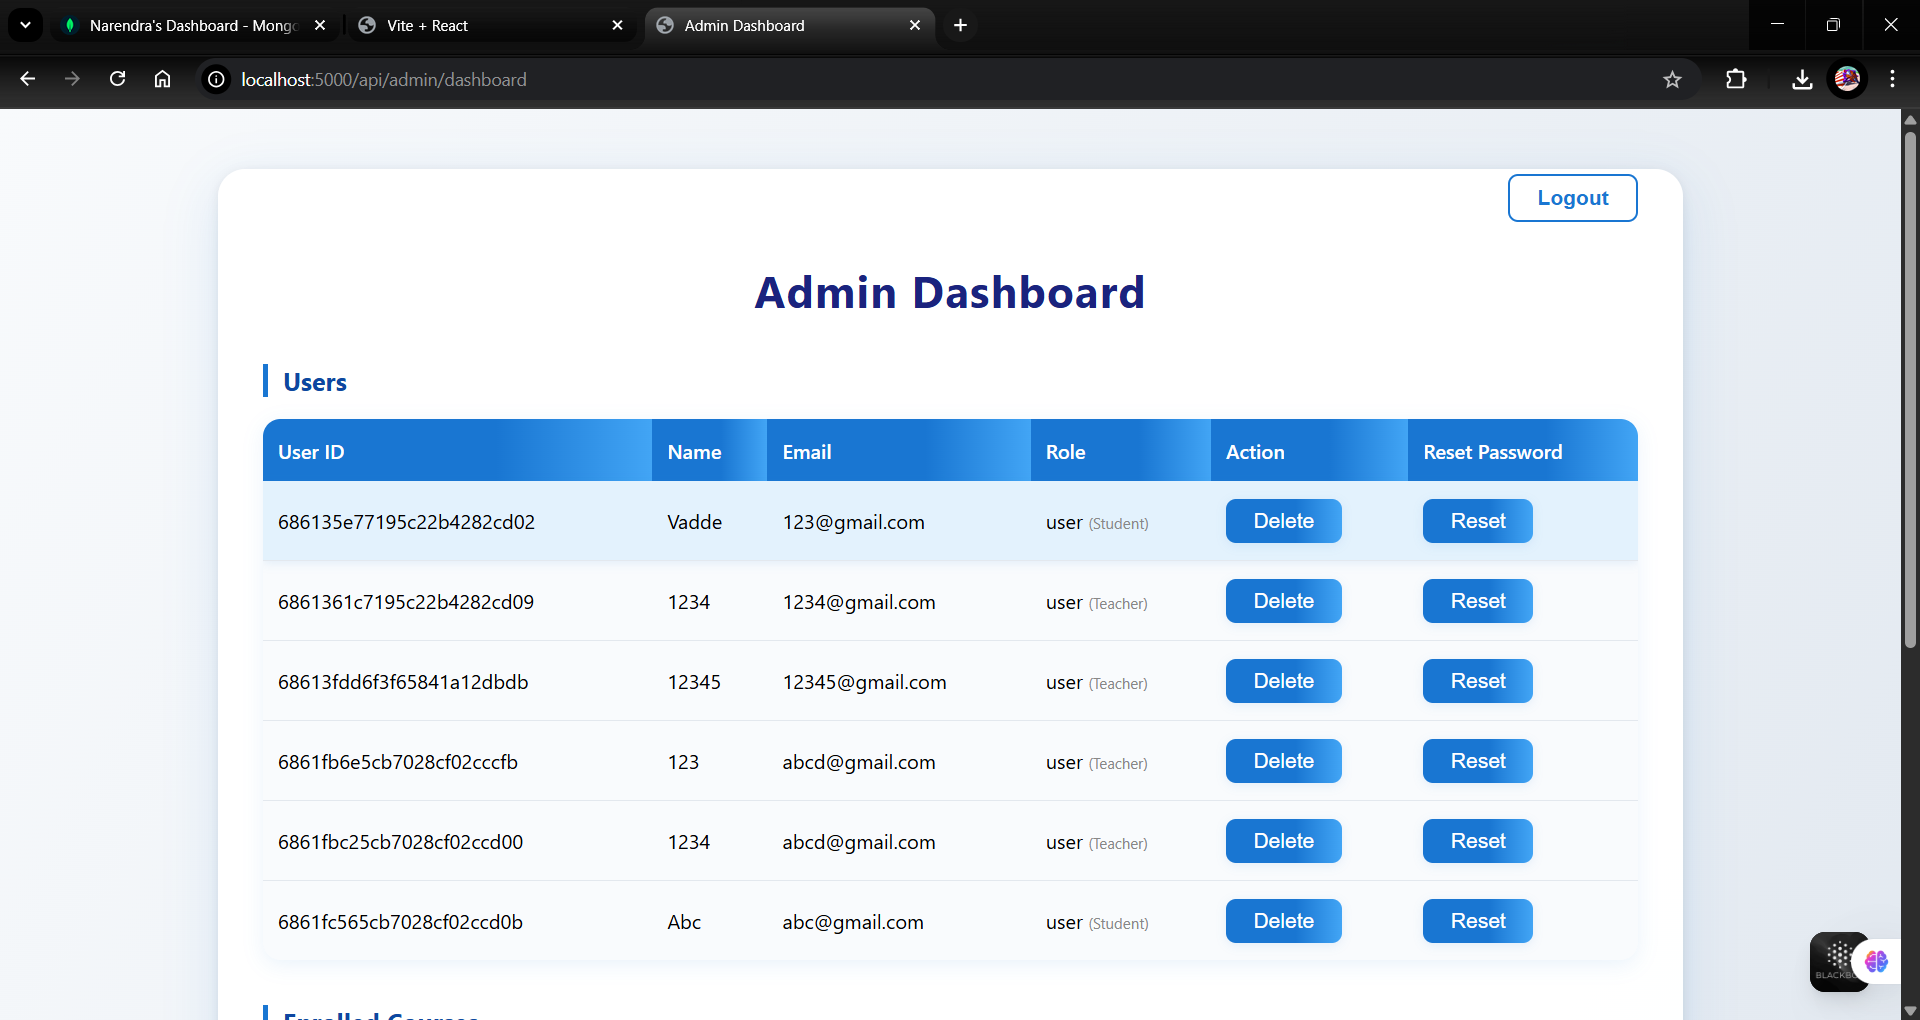 Narendra's Dashboard - Mong
Vite + React
Admin Dashboard
localhost:5000/api/admin/dashboard
Logout
Admin Dashboard
Users
User ID Name Email Role Action Reset Password
686135e77195c22b4282cd02 Vadde 123@gmail.com user (Student) Delete Reset
6861361c7195c22b4282cd09 1234 1234@gmail.com user (Teacher) Delete Reset
68613fdd6f3f65841a12dbdb 12345 12345@gmail.com user (Teacher) Delete Reset
6861fb6e5cb7028cf02cccfb 123 abcd@gmail.com user (Teacher) Delete Reset
6861fbc25cb7028cf02ccd00 1234 abcd@gmail.com user (Teacher) Delete Reset
6861fc565cb7028cf02ccd0b Abc abc@gmail.com user (Student) Delete Reset
Enrolled Courses